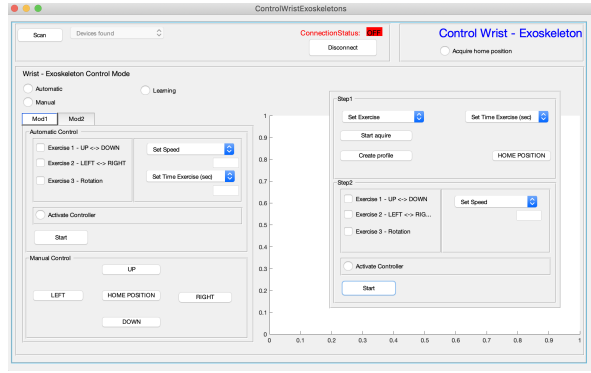 ControlWristExoskeletons
Scan
Devices found
ConnectionStatus: OFF
Disconnect
Control Wrist - Exoskeleton
Acquire home position
Wrist - Exoskeleton Control Mode
Automatic
Learning
Manual
Mod1 Mod2
Automatic Control
Exercise 1 - UP <-> DOWN
Set Speed
Exercise 2 - LEFT <-> RIGHT
Set Time Exercise (sec)
Exercise 3 - Rotation
Activate Controller
Start
Manual Control
UP
LEFT HOME POSITION RIGHT
DOWN
Step1
Set Exercise Set Time Exercise (sec)
Start aquire
Create profile HOME POSITION
Step2
Exercise 1 - UP <-> DOWN
Set Speed
Exercise 2 - LEFT <-> RIG...
Exercise 3 - Rotation
Activate Controller
Start
1
0.9
0.8
0.7
0.6
0.5
0.4
0.3
0.2
0.1
0
0 0.1 0.2 0.3 0.4 0.5 0.6 0.7 0.8 0.9 1